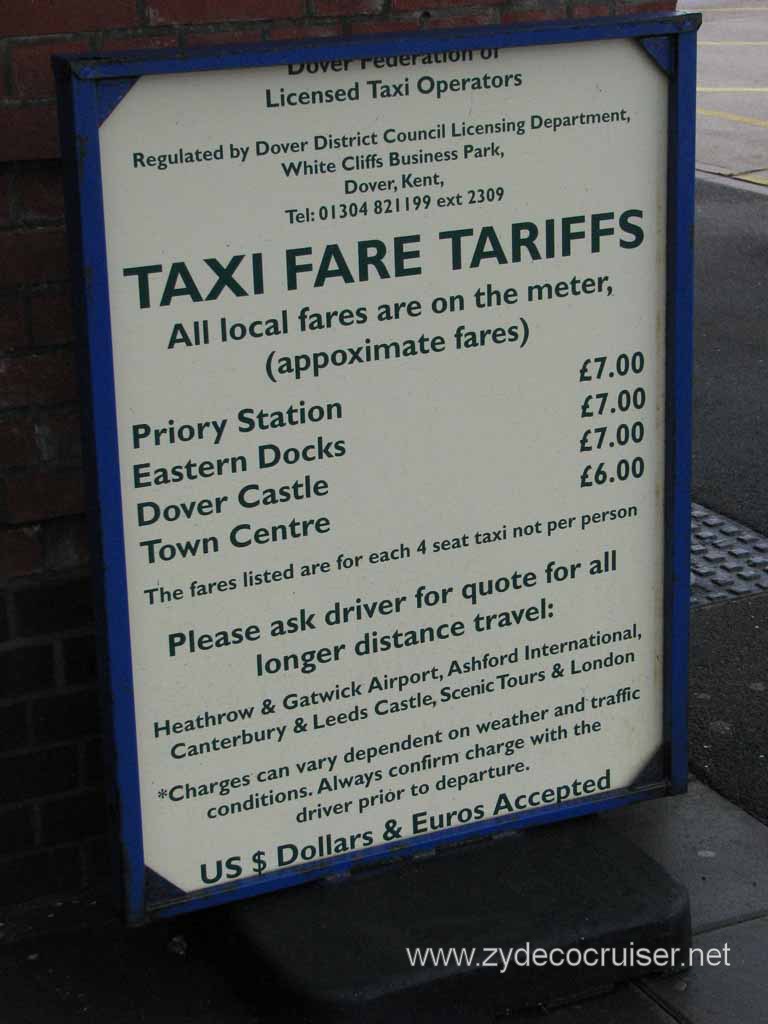 Dover Federation of
Licensed Taxi Operators
Regulated by Dover District Council Licensing Department,
White Cliffs Business Park,
Dover, Kent,
Tel: 01304 821199 ext 2309
TAXI FARE TARIFFS
All local fares are on the meter,
(appoximate fares)
Priory Station £7.00
Eastern Docks £7.00
Dover Castle £7.00
Town Centre £6.00
The fares listed are for each 4 seat taxi not per person
Please ask driver for quote for all
longer distance travel:
Heathrow & Gatwick Airport, Ashford International,
Canterbury & Leeds Castle, Scenic Tours & London
*Charges can vary dependent on weather and traffic
conditions. Always confirm charge with the
driver prior to departure.
US $ Dollars & Euros Accepted
www.zydecocruiser.net